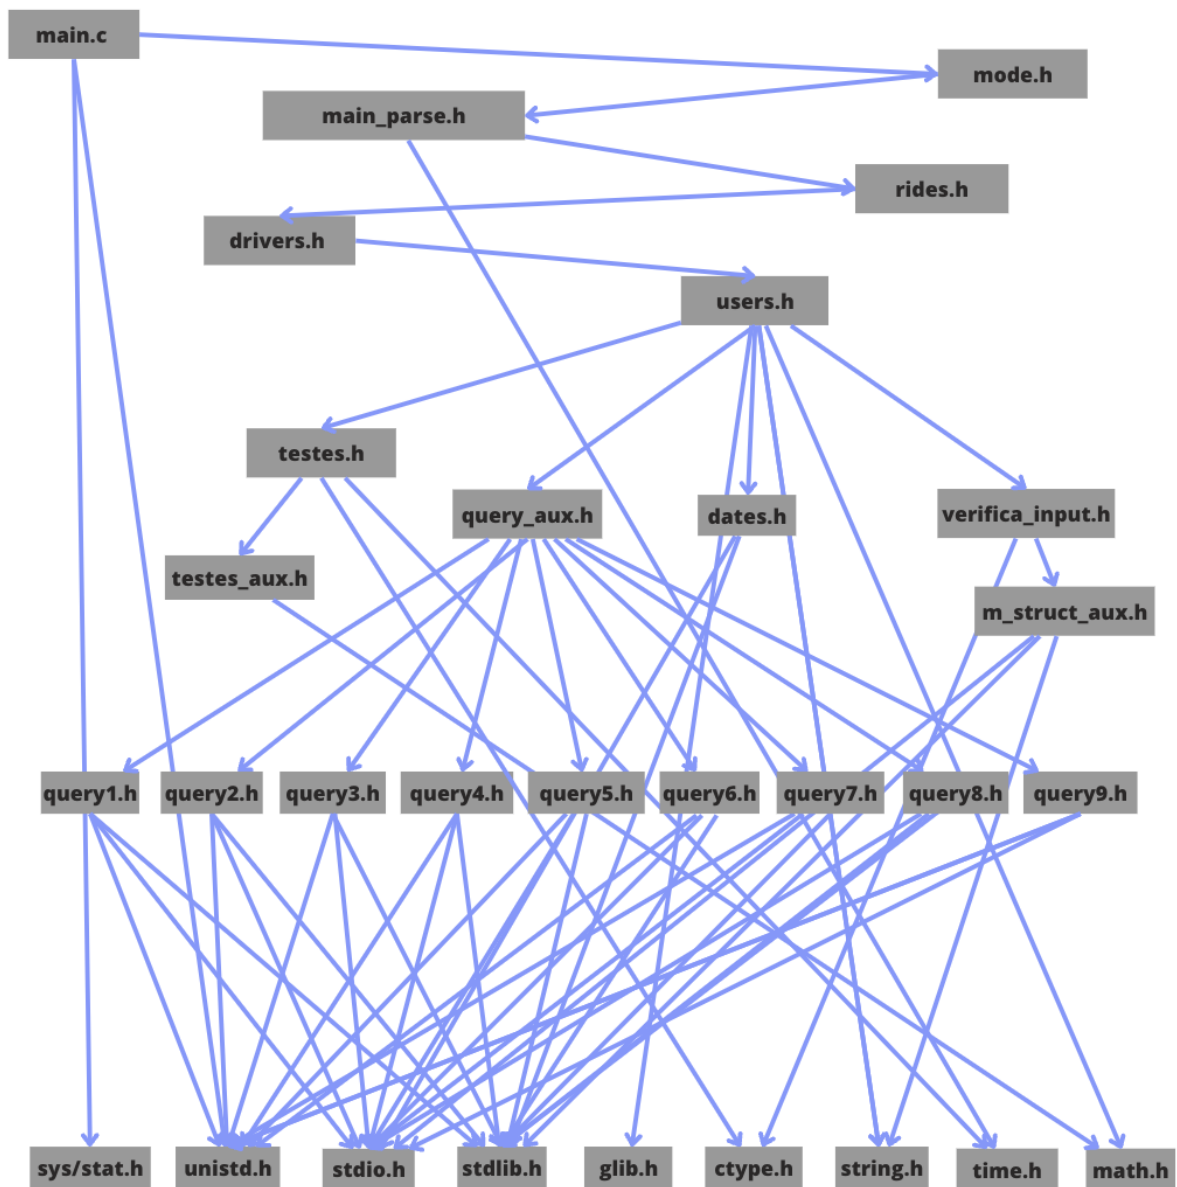 main.c
mode.h
main_parse.h
rides.h
drivers.h
users.h
testes.h
query_aux.h
dates.h
verifica_input.h
testes_aux.h
m_struct_aux.h
query1.h
query2.h
query3.h
query4.h
query5.h
query6.h
query7.h
query8.h
query9.h
sys/stat.h
unistd.h
stdio.h
stdlib.h
glib.h
ctype.h
string.h
time.h
math.h